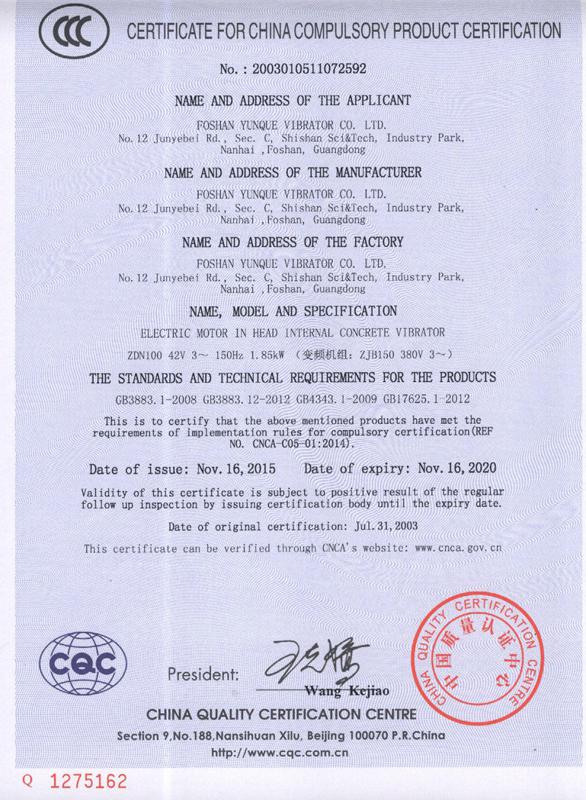 CCC
CERTIFICATE FOR CHINA COMPULSORY PRODUCT CERTIFICATION
No. : 2003010511072592
NAME AND ADDRESS OF THE APPLICANT
FOSHAN YUNQUE VIBRATOR CO. LTD.
No. 12 Junyebei Rd., Sec. C, Shishan Sci&Tech, Industry Park,
Nanhai ,Foshan, Guangdong
NAME AND ADDRESS OF THE MANUFACTURER
FOSHAN YUNQUE VIBRATOR CO. LTD.
No. 12 Junyebei Rd., Sec. C, Shishan Sci&Tech, Industry Park,
Nanhai ,Foshan, Guangdong
NAME AND ADDRESS OF THE FACTORY
FOSHAN YUNQUE VIBRATOR CO. LTD.
No. 12 Junyebei Rd., Sec. C, Shishan Sci&Tech, Industry Park,
Nanhai ,Foshan, Guangdong
NAME, MODEL AND SPECIFICATION
ELECTRIC MOTOR IN HEAD INTERNAL CONCRETE VIBRATOR
ZDN100 42V 3~ 150Hz 1.85kW （变频机组: ZJB150 380V 3~）
THE STANDARDS AND TECHNICAL REQUIREMENTS FOR THE PRODUCTS
GB3883.1-2008 GB3883.12-2012 GB4343.1-2009 GB17625.1-2012
This is to certify that the above mentioned products have met the
requirements of implementation rules for compulsory certification(REF
NO. CNCA-C05-01:2014).
Date of issue: Nov. 16, 2015 Date of expiry: Nov. 16, 2020
Validity of this certificate is subject to positive result of the regular
follow up inspection by issuing certification body until the expiry date.
Date of original certification: Jul. 31, 2003
This certificate can be verified through CNCA's website: www.cnca.gov.cn
CQC
President:
Wang Kejiao
CHINA QUALITY CERTIFICATION CENTRE
中国质量认证中心
CHINA QUALITY CERTIFICATION CENTRE
Section 9,No.188,Nansihuan Xilu, Beijing 100070 P.R.China
http://www.cqc.com.cn
Q 1275162